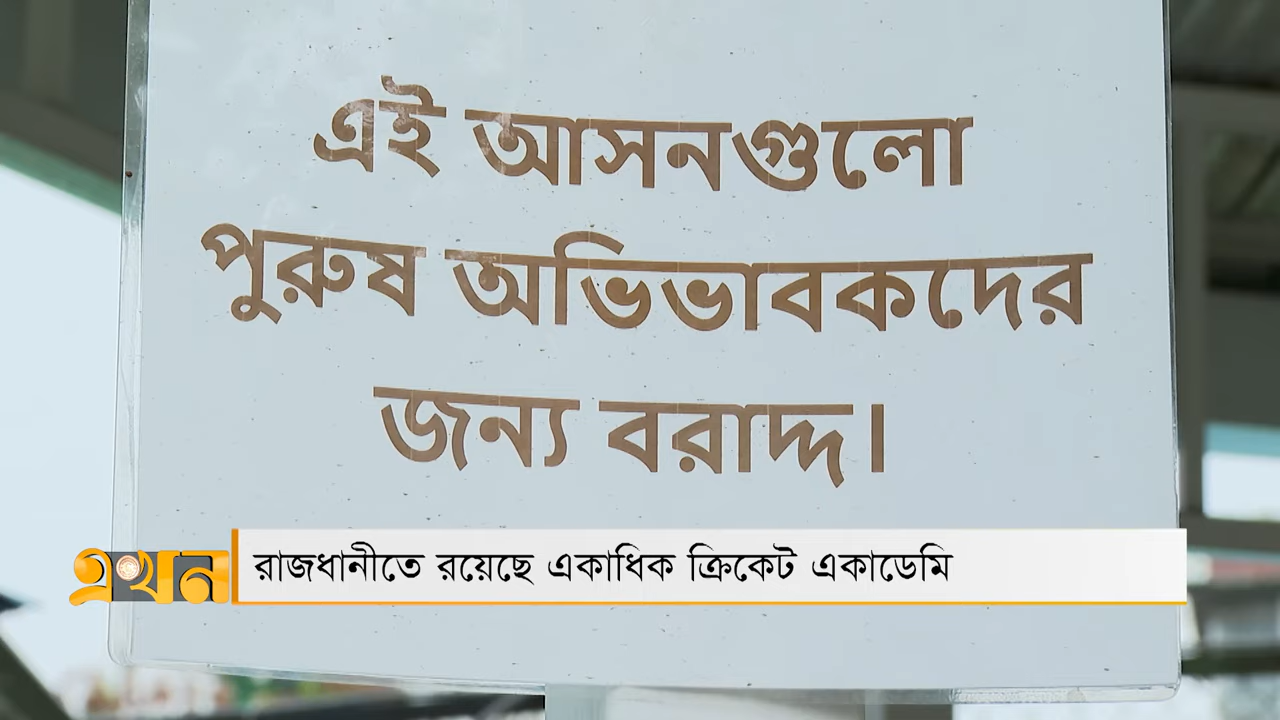 এই আসনগুলো
পুরুষ অভিভাবকদের
জন্য বরাদ্দ।
এখন
রাজধানীতে রয়েছে একাধিক ক্রিকেট একাডেমি